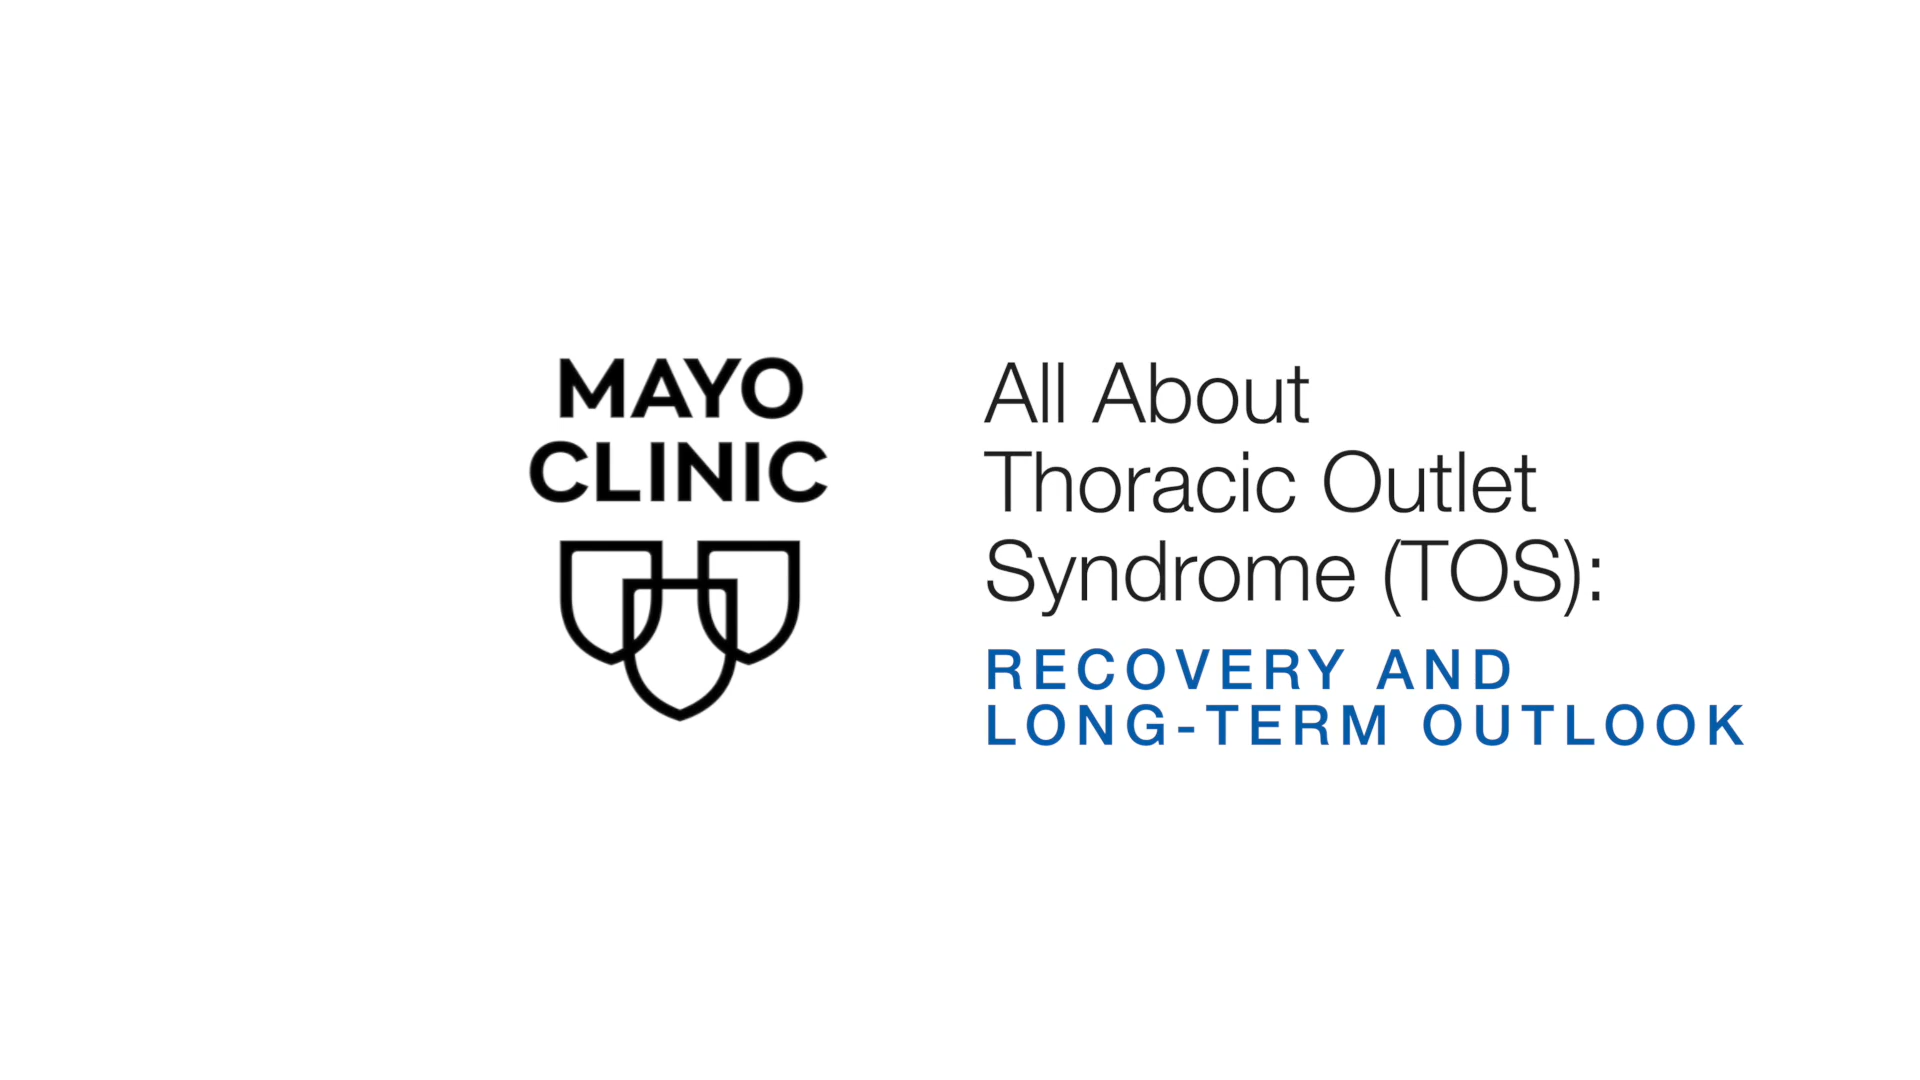 MAYO
CLINIC
All About
Thoracic Outlet
Syndrome (TOS):
RECOVERY AND
LONG-TERM OUTLOOK